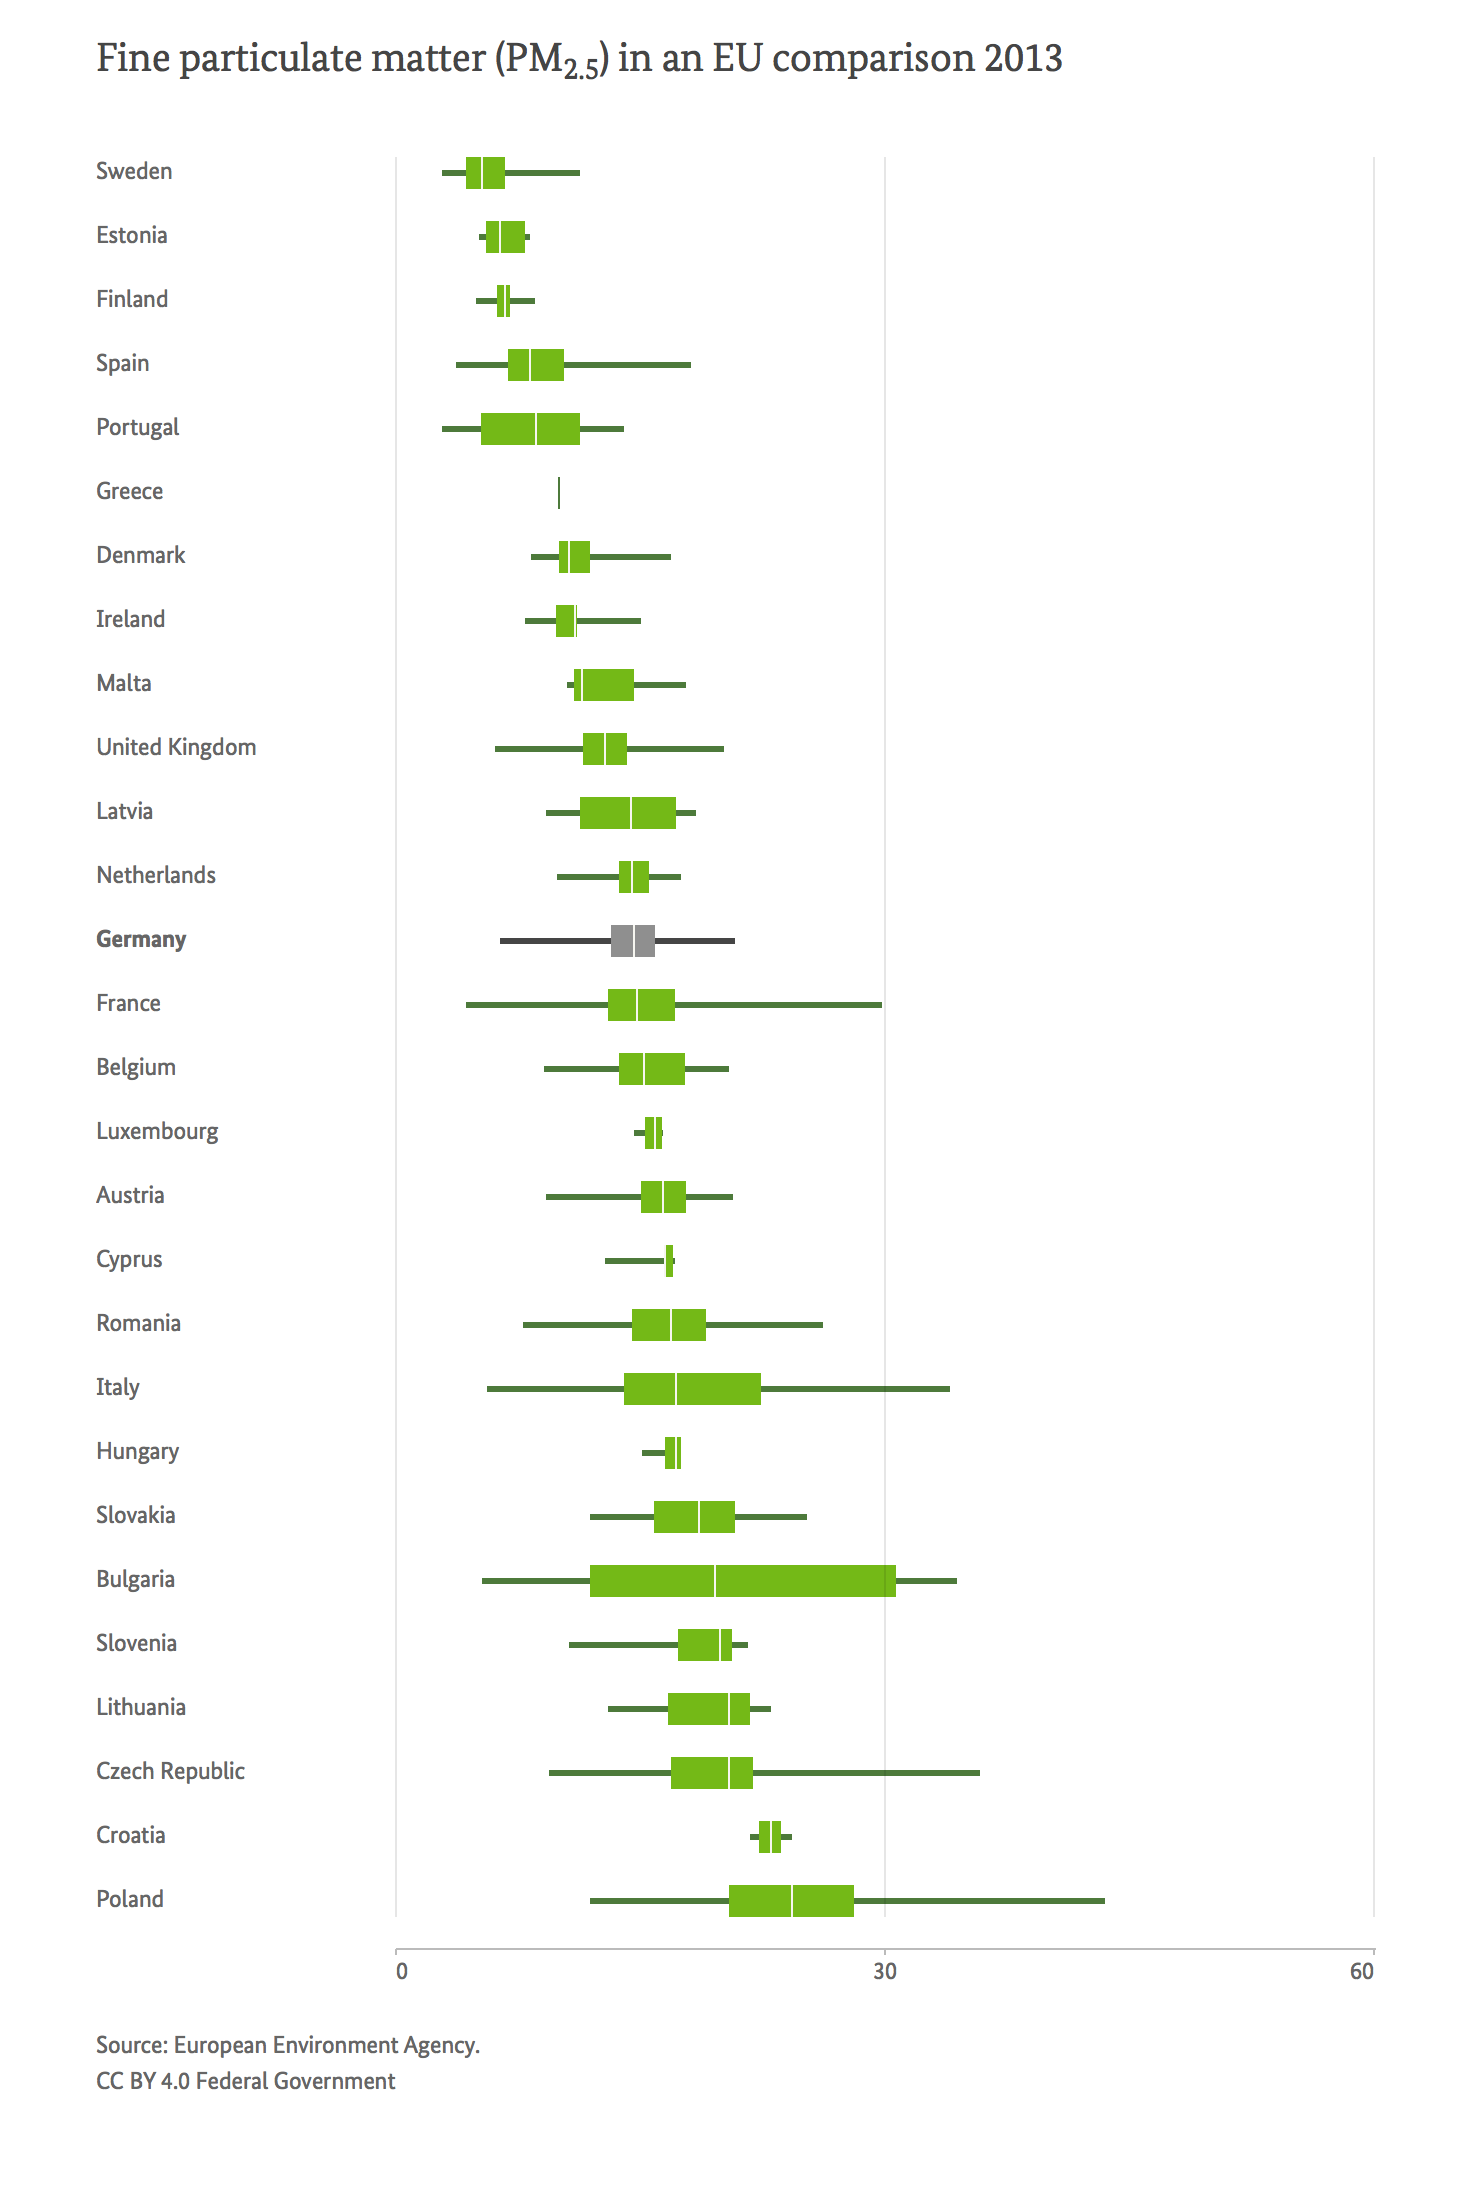 Fine particulate matter (PM2.5) in an EU comparison 2013
Sweden
Estonia
Finland
Spain
Portugal
Greece
Denmark
Ireland
Malta
United Kingdom
Latvia
Netherlands
Germany
France
Belgium
Luxembourg
Austria
Cyprus
Romania
Italy
Hungary
Slovakia
Bulgaria
Slovenia
Lithuania
Czech Republic
Croatia
Poland
0 30 60
Source: European Environment Agency.
CC BY 4.0 Federal Government